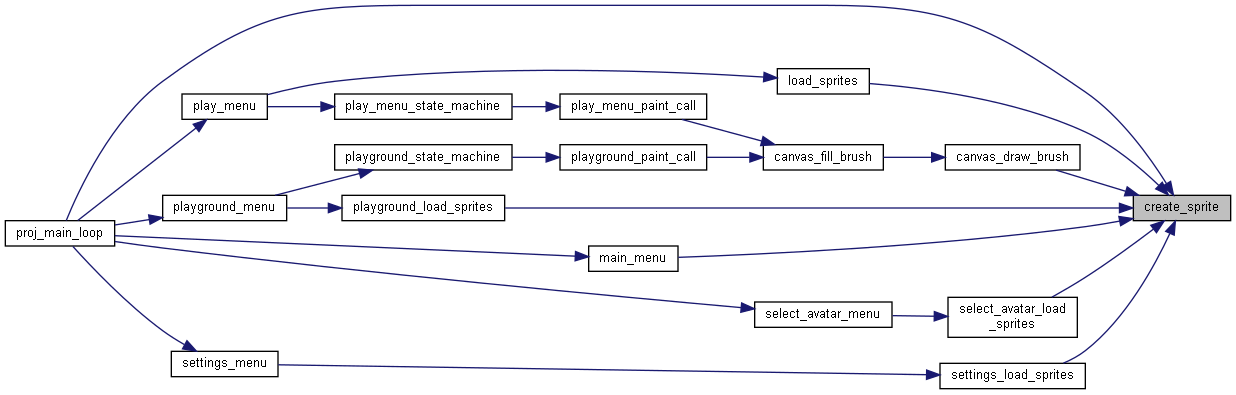 load_sprites
play_menu
play_menu_state_machine
play_menu_paint_call
playground_state_machine
playground_paint_call
canvas_fill_brush
canvas_draw_brush
playground_menu
playground_load_sprites
create_sprite
proj_main_loop
main_menu
select_avatar_menu
select_avatar_load
_sprites
settings_menu
settings_load_sprites